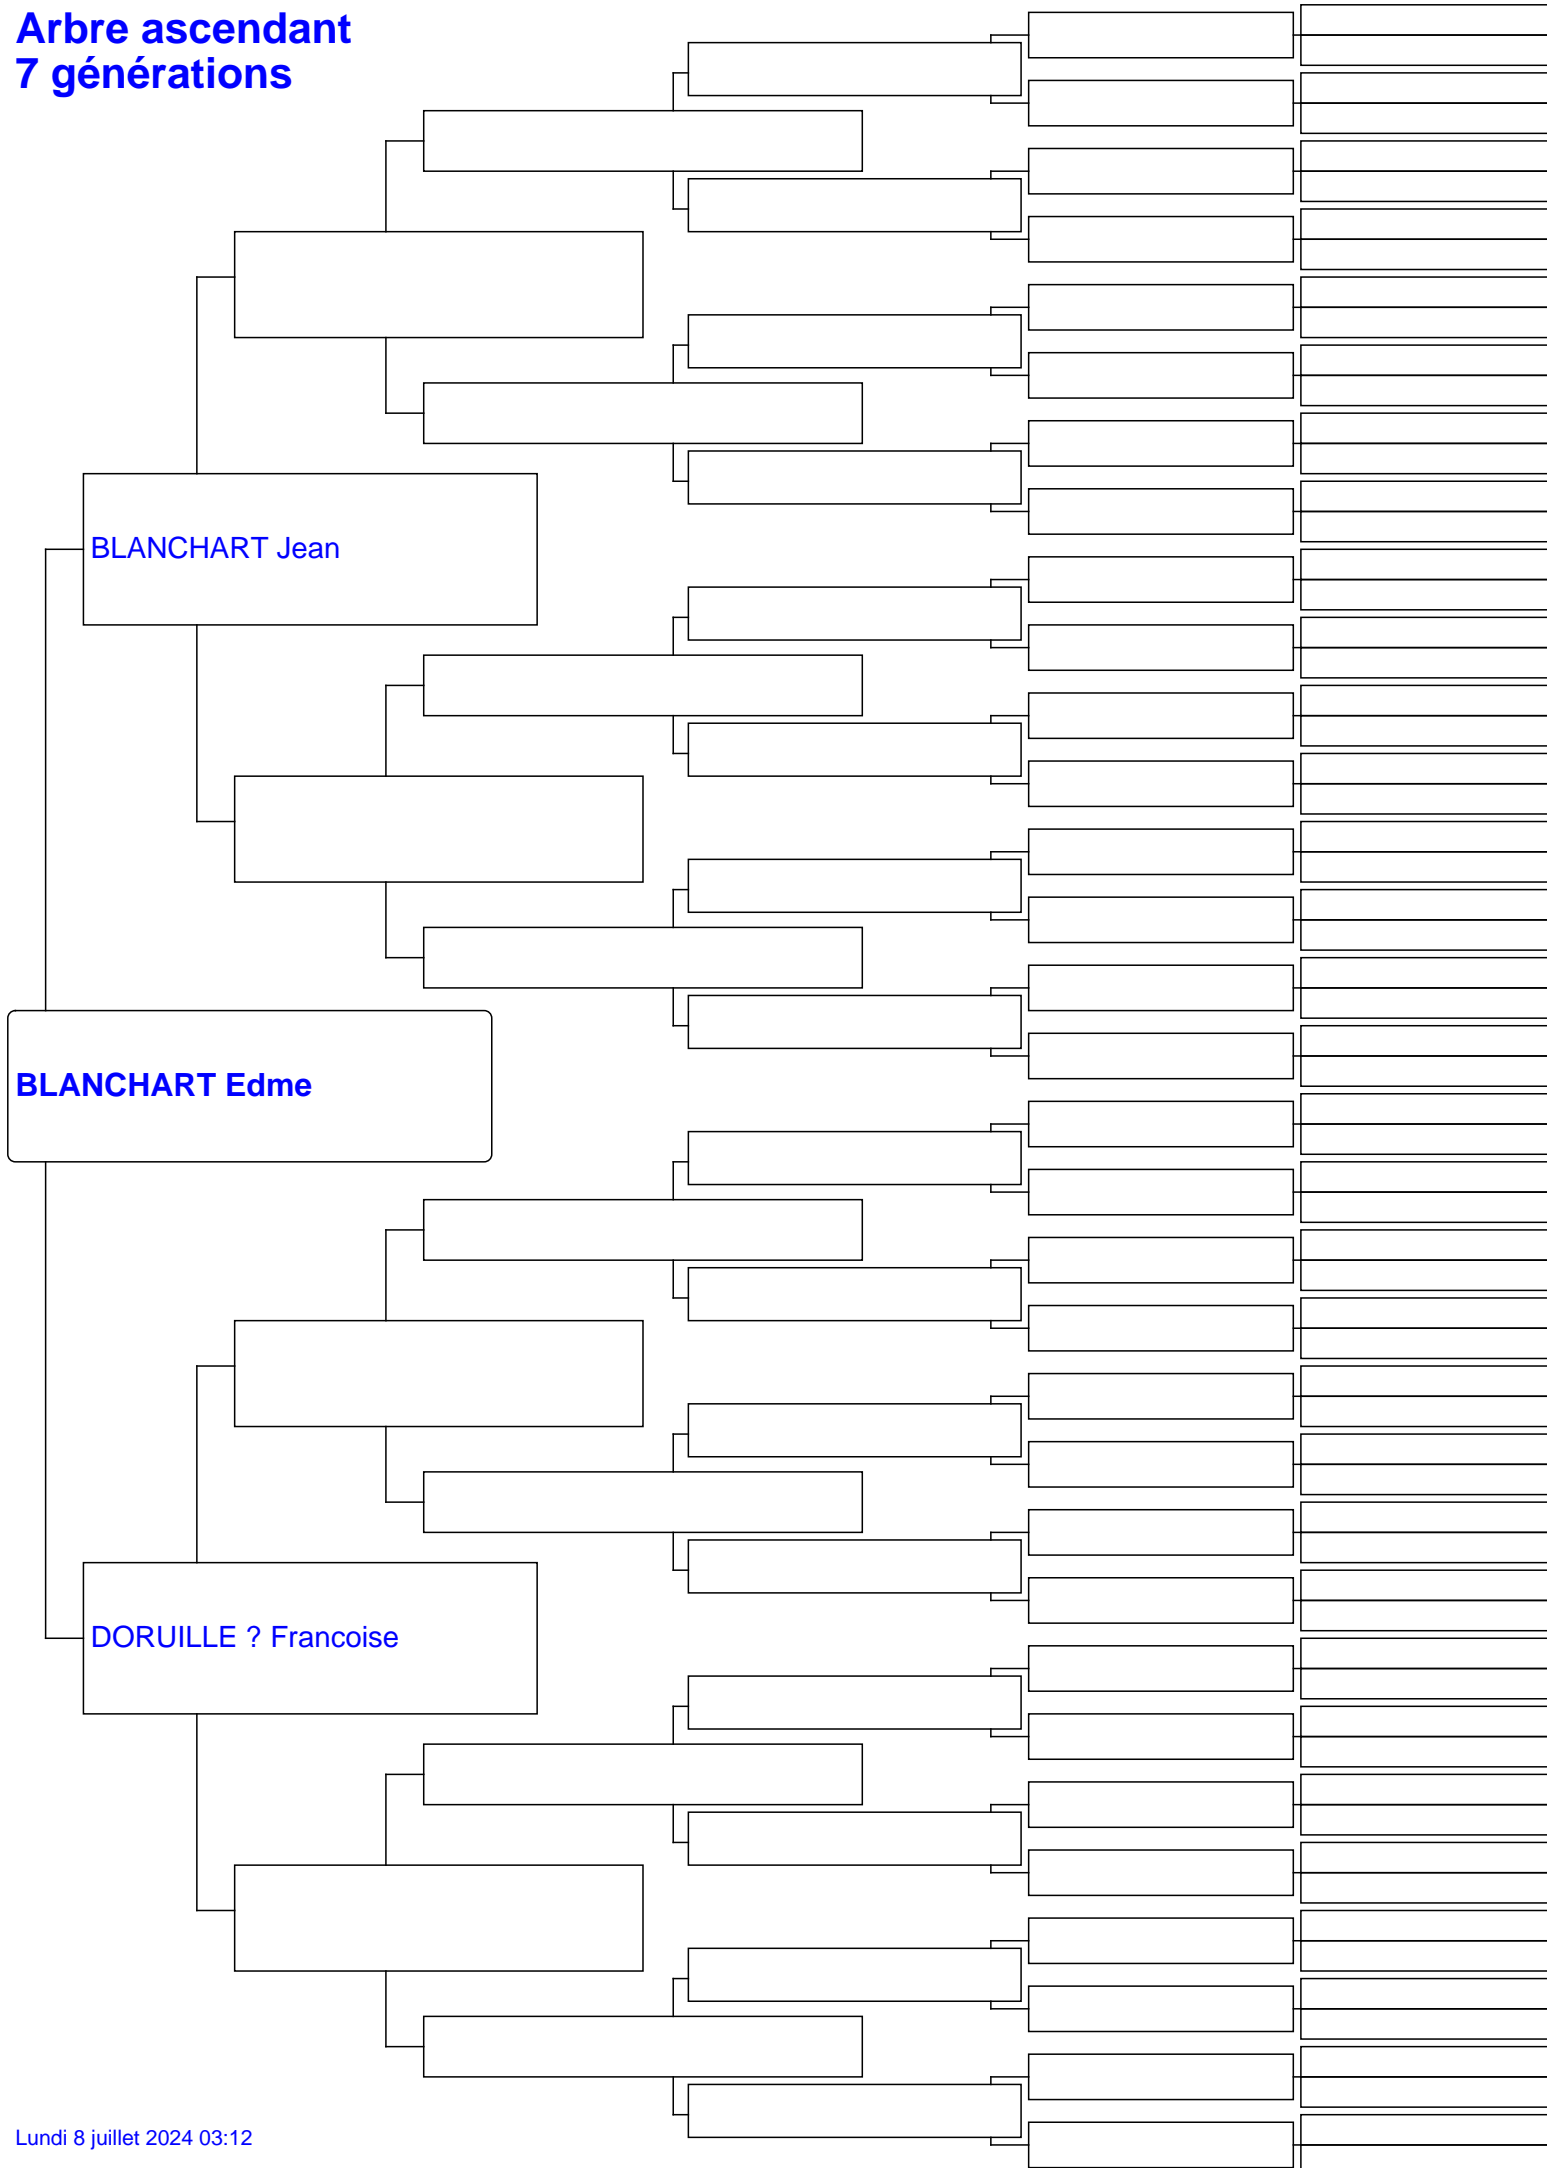 Arbre ascendant
7 générations
BLANCHART Jean
BLANCHART Edme
DORUILLE ? Francoise
Lundi 8 juillet 2024 03:12